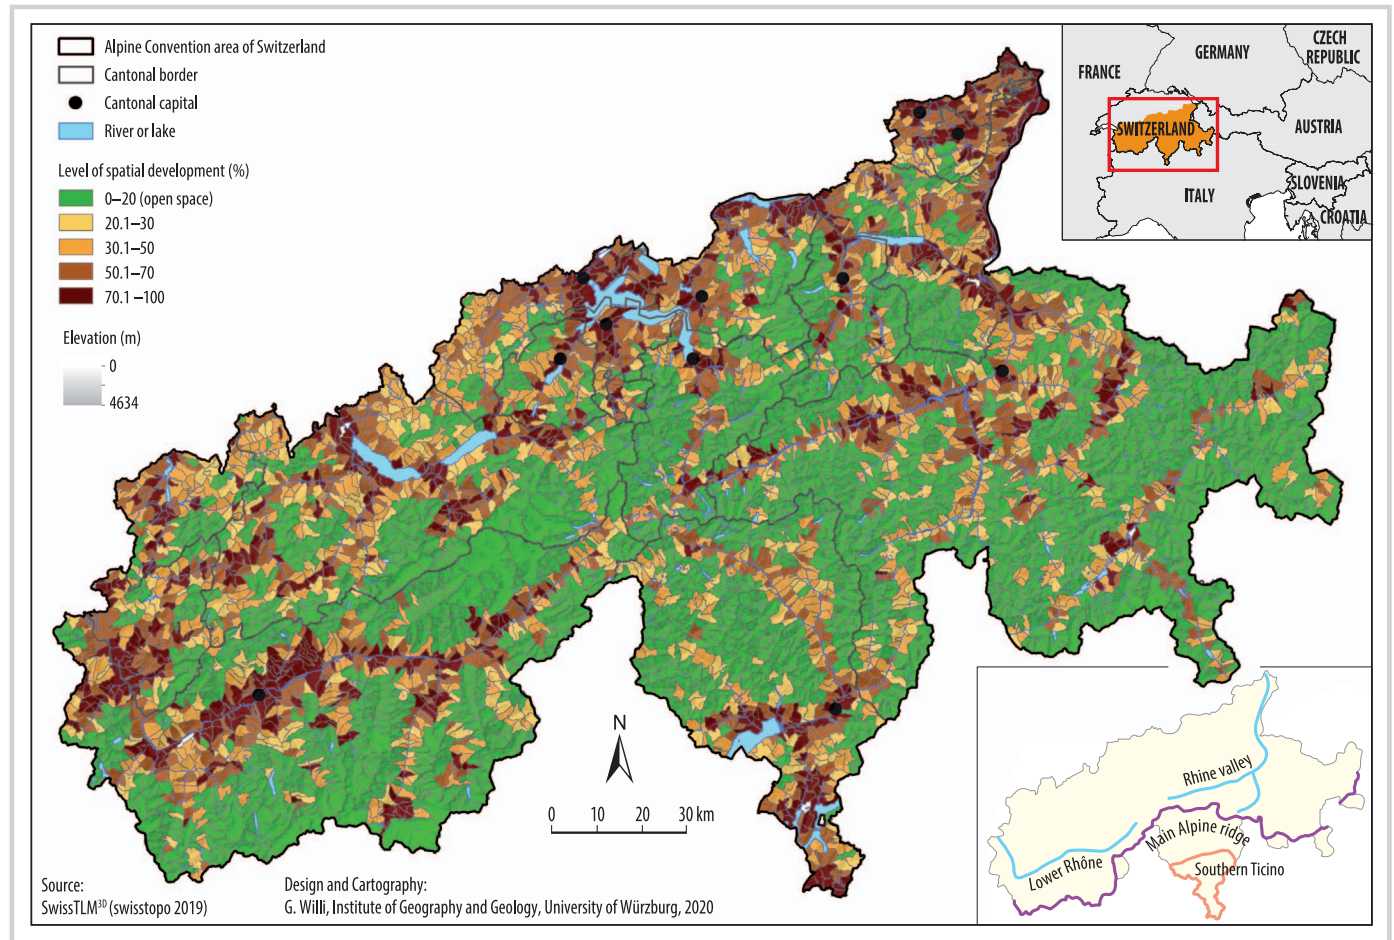 Alpine Convention area of Switzerland
Cantonal border
Cantonal capital
River or lake
Level of spatial development (%)
0–20 (open space)
20.1–30
30.1–50
50.1–70
70.1 –100
Elevation (m)
0
4634
FRANCE
GERMANY
CZECH
REPUBLIC
SWITZERLAND
AUSTRIA
ITALY
SLOVENIA
CROATIA
N
0 10 20 30 km
Rhine valley
Main Alpine ridge
Lower Rhône
Southern Ticino
Source:
SwissTLM³ᴰ (swisstopo 2019)
Design and Cartography:
G. Willi, Institute of Geography and Geology, University of Würzburg, 2020